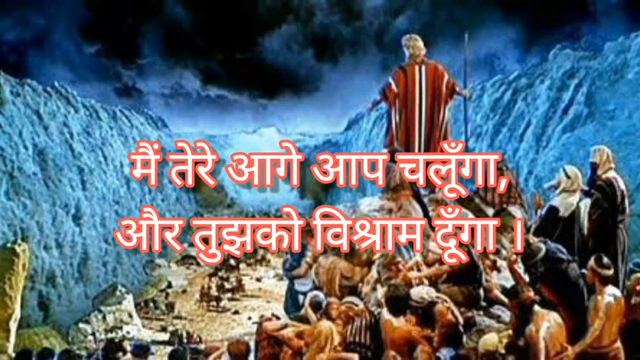 मैं तेरे आगे आप चलूँगा,
और तुझको विश्राम दूँगा ।